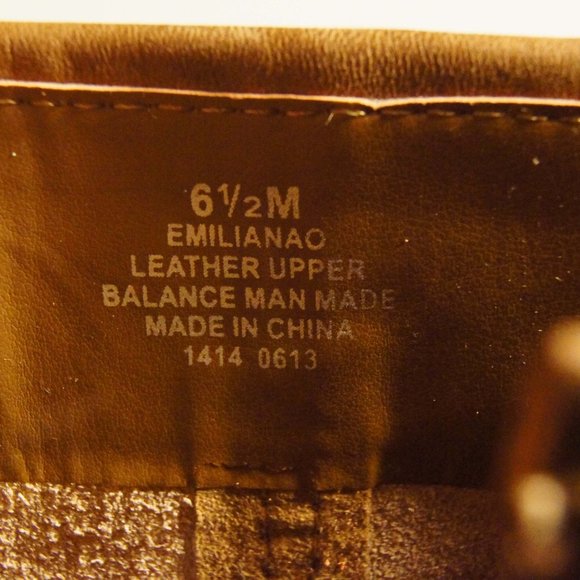 6½M
EMILIANAO
LEATHER UPPER
BALANCE MAN MADE
MADE IN CHINA
1414 0613